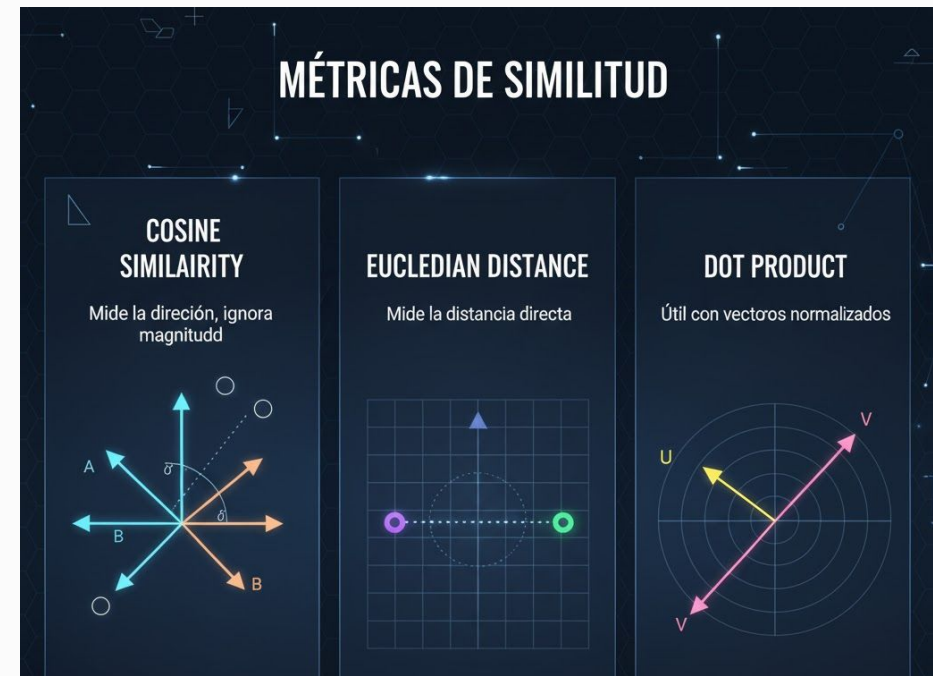 MÉTRICAS DE SIMILITUD
COSINE
SIMILAIRITY
Mide la direción, ignora
magnitudd
A
B
B
δ
δ
EUCLEDIAN DISTANCE
Mide la distancia directa
DOT PRODUCT
Útil con vectoros normalizados
U
V
V